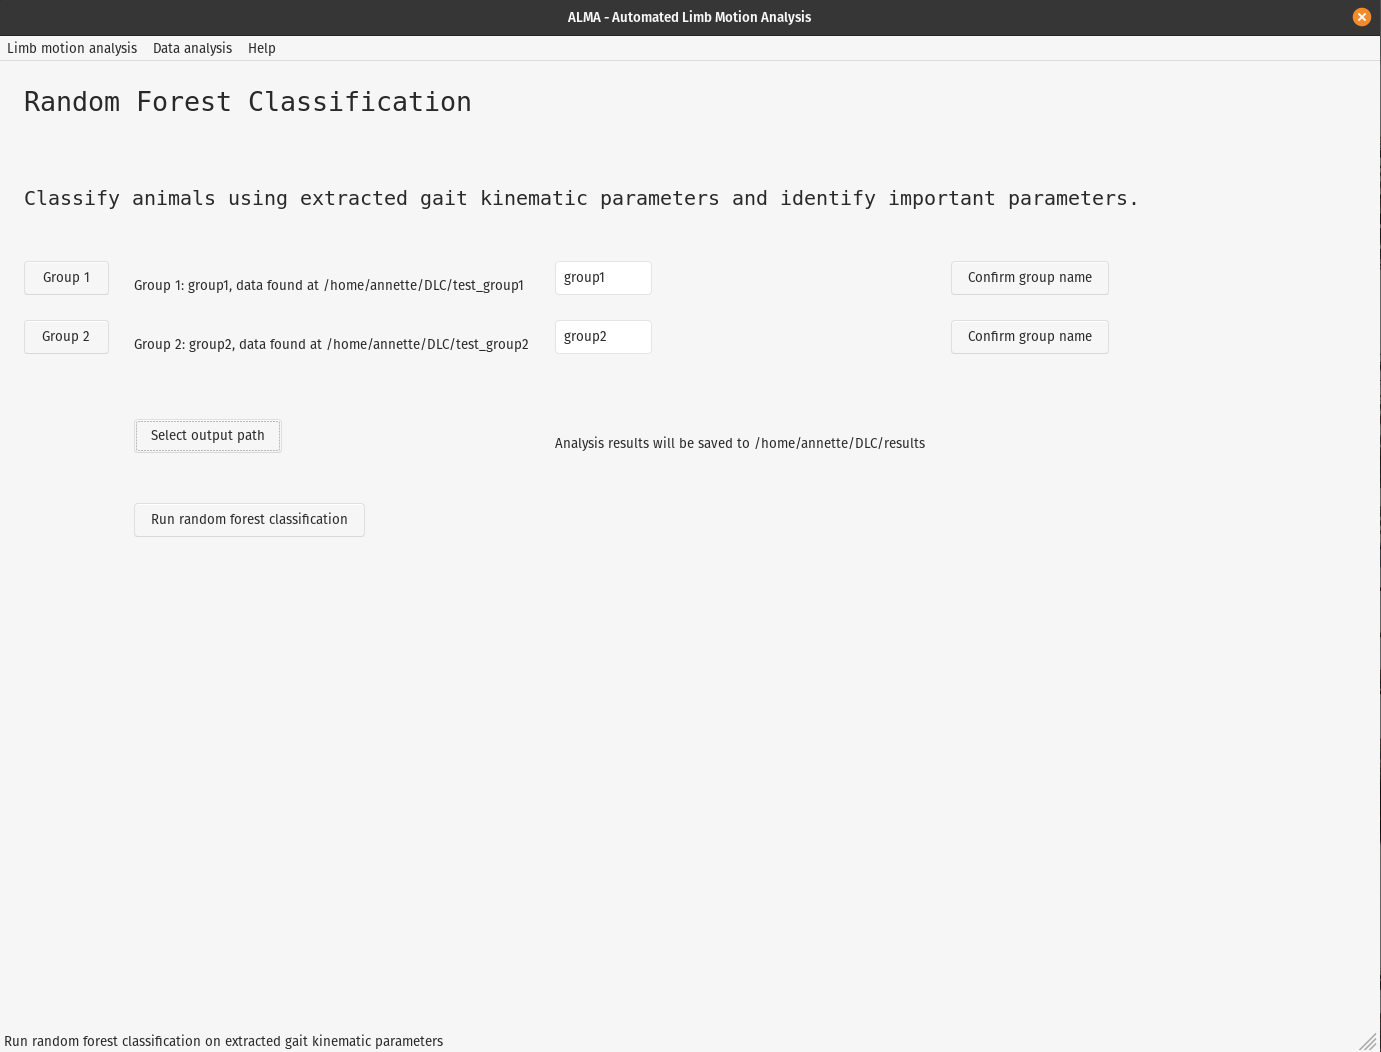 ALMA - Automated Limb Motion Analysis
Limb motion analysis Data analysis Help
Random Forest Classification
Classify animals using extracted gait kinematic parameters and identify important parameters.
Group 1 Group 1: group1, data found at /home/annette/DLC/test_group1 group1 Confirm group name
Group 2 Group 2: group2, data found at /home/annette/DLC/test_group2 group2 Confirm group name
Select output path Analysis results will be saved to /home/annette/DLC/results
Run random forest classification
Run random forest classification on extracted gait kinematic parameters